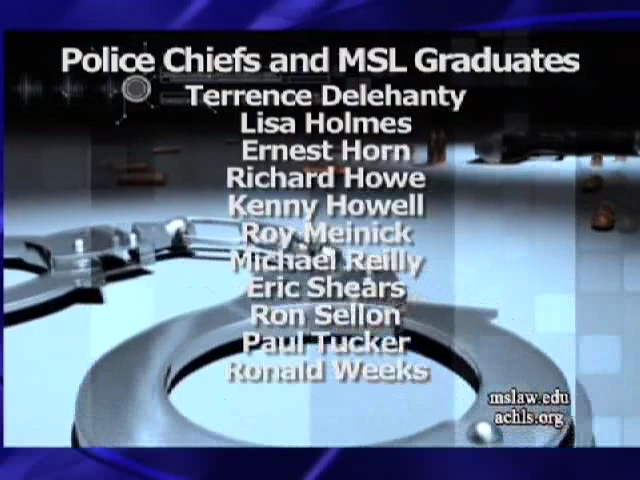 Police Chiefs and MSL Graduates
Terrence Delehanty
Lisa Holmes
Ernest Horn
Richard Howe
Kenny Howell
Roy Meinick
Michael Reilly
Eric Shears
Ron Sellon
Paul Tucker
Ronald Weeks
mslaw.edu
achls.org